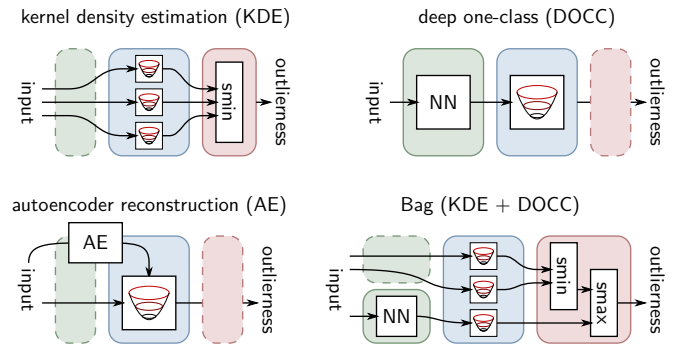 kernel density estimation (KDE)
input
smin
outlierness
deep one-class (DOCC)
input
NN
outlierness
autoencoder reconstruction (AE)
AE
input
outlierness
Bag (KDE + DOCC)
input
NN
smin
smax
outlierness